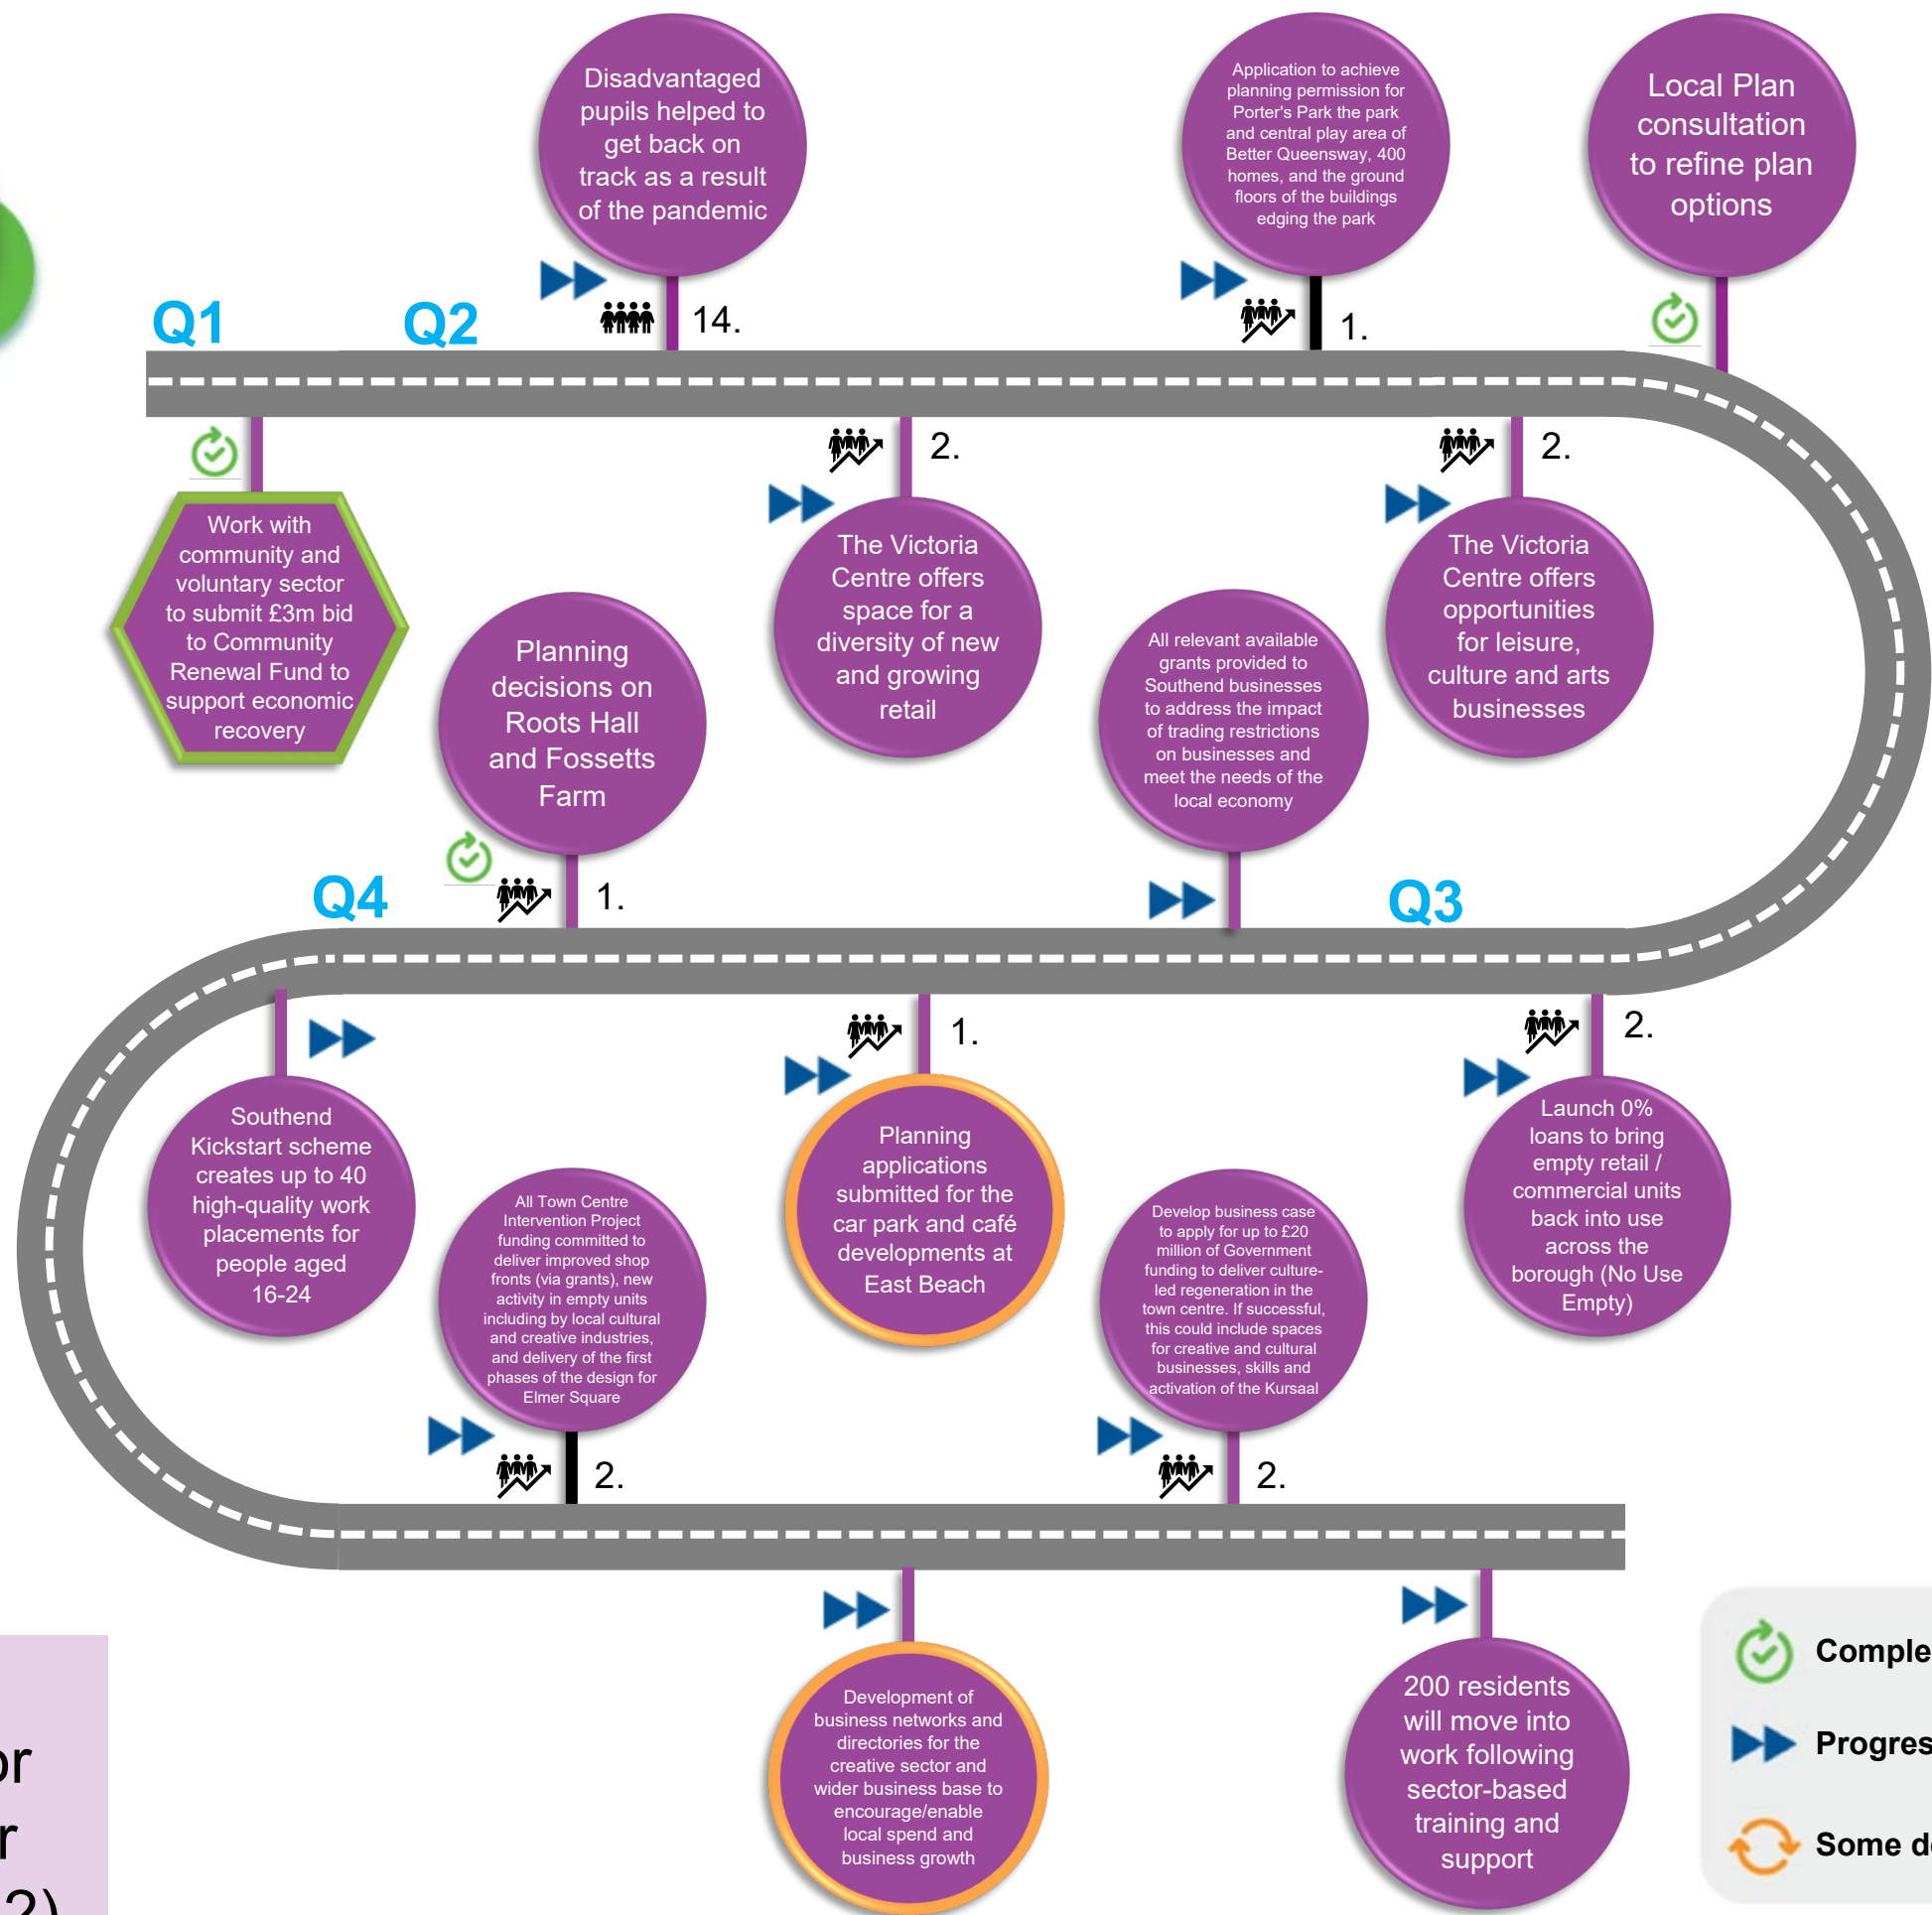 Disadvantaged
pupils helped to
get back on
track as a result
of the pandemic
Application to achieve
planning permission for
Porter's Park the park
and central play area of
Better Queensway, 400
homes, and the ground
floors of the buildings
edging the park
Local Plan
consultation
to refine plan
options
Q1
Q2
14.
1.
2.
2.
Work with
community and
voluntary sector
to submit £3m bid
to Community
Renewal Fund to
support economic
recovery
Planning
decisions on
Roots Hall
and Fossetts
Farm
The Victoria
Centre offers
space for a
diversity of new
and growing
retail
All relevant available
grants provided to
Southend businesses
to address the impact
of trading restrictions
on businesses and
meet the needs of the
local economy
The Victoria
Centre offers
opportunities
for leisure,
culture and arts
businesses
Q4
1.
Q3
1.
2.
Southend
Kickstart scheme
creates up to 40
high-quality work
placements for
people aged
16-24
All Town Centre
Intervention Project
funding committed to
deliver improved shop
fronts (via grants), new
activity in empty units
including by local cultural
and creative industries,
and delivery of the first
phases of the design for
Elmer Square
Planning
applications
submitted for the
car park and café
developments at
East Beach
Develop business case
to apply for up to £20
million of Government
funding to deliver culture-
led regeneration in the
town centre. If successful,
this could include spaces
for creative and cultural
businesses, skills and
activation of the Kursaal
Launch 0%
loans to bring
empty retail /
commercial units
back into use
across the
borough (No Use
Empty)
2.
2.
Development of
business networks and
directories for the
creative sector and
wider business base to
encourage/enable
local spend and
business growth
200 residents
will move into
work following
sector-based
training and
support
or
r
2)
Comple
Progres
Some d